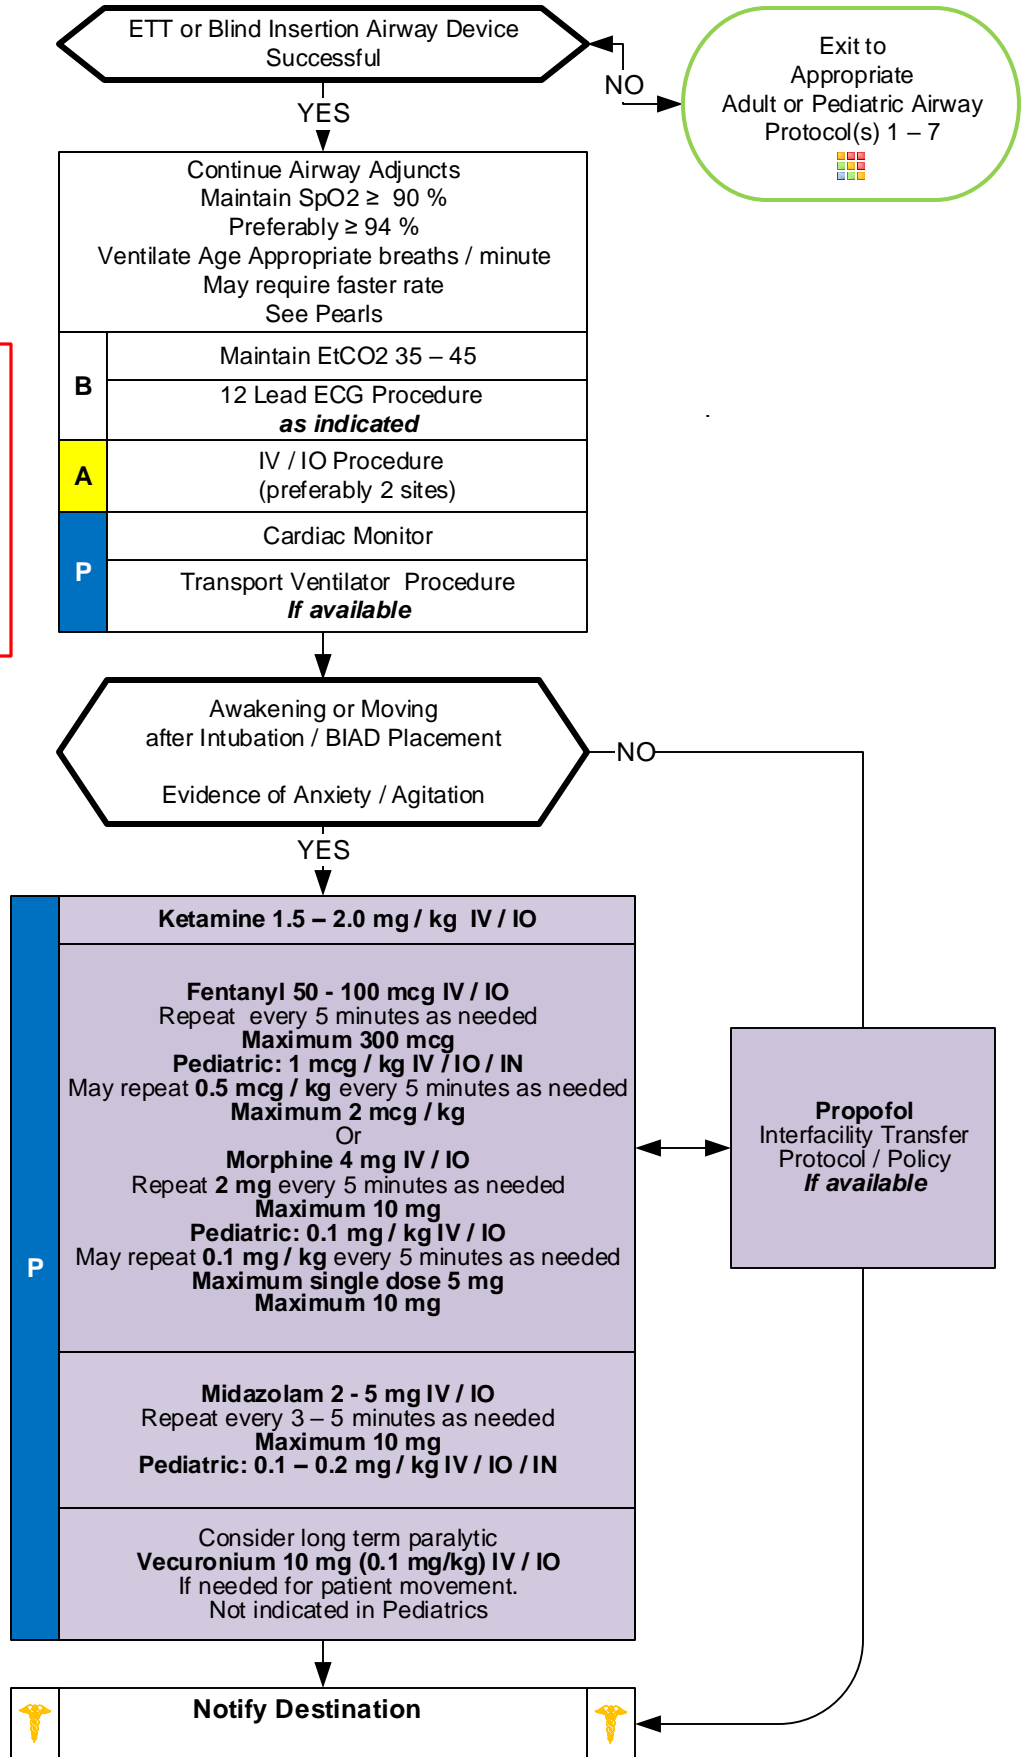 ETT or Blind Insertion Airway Device
Successful
NO
Exit to
Appropriate
Adult or Pediatric Airway
Protocol(s) 1 – 7
YES
Continue Airway Adjuncts
Maintain SpO2 ≥ 90 %
Preferably ≥ 94 %
Ventilate Age Appropriate breaths / minute
May require faster rate
See Pearls
B
Maintain EtCO2 35 – 45
12 Lead ECG Procedure
as indicated
A
IV / IO Procedure
(preferably 2 sites)
P
Cardiac Monitor
Transport Ventilator Procedure
If available
Awakening or Moving
after Intubation / BIAD Placement
Evidence of Anxiety / Agitation
NO
YES
P
Ketamine 1.5 – 2.0 mg / kg IV / IO
Fentanyl 50 - 100 mcg IV / IO
Repeat every 5 minutes as needed
Maximum 300 mcg
Pediatric: 1 mcg / kg IV / IO / IN
May repeat 0.5 mcg / kg every 5 minutes as needed
Maximum 2 mcg / kg
Or
Morphine 4 mg IV / IO
Repeat 2 mg every 5 minutes as needed
Maximum 10 mg
Pediatric: 0.1 mg / kg IV / IO
May repeat 0.1 mg / kg every 5 minutes as needed
Maximum single dose 5 mg
Maximum 10 mg
Propofol
Interfacility Transfer
Protocol / Policy
If available
Midazolam 2 - 5 mg IV / IO
Repeat every 3 – 5 minutes as needed
Maximum 10 mg
Pediatric: 0.1 – 0.2 mg / kg IV / IO / IN
Consider long term paralytic
Vecuronium 10 mg (0.1 mg/kg) IV / IO
If needed for patient movement.
Not indicated in Pediatrics
Notify Destination